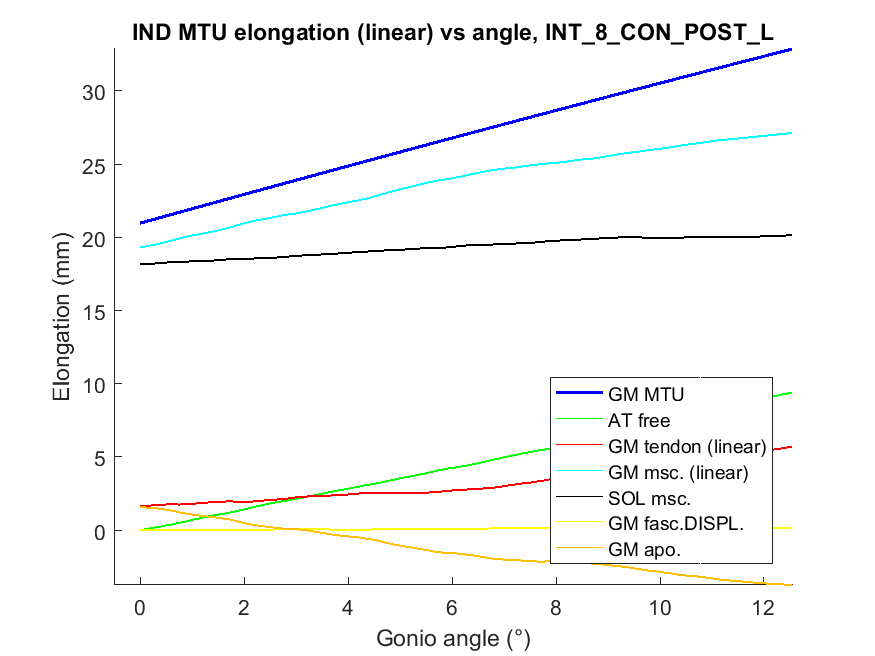 IND MTU elongation (linear) vs angle, INT_8_CON_POST_L
30
25
20
15
10
5
0
Elongation (mm)
GM MTU
AT free
GM tendon (linear)
GM msc. (linear)
SOL msc.
GM fasc.DISPL.
GM apo.
0 2 4 6 8 10 12
Gonio angle (°)